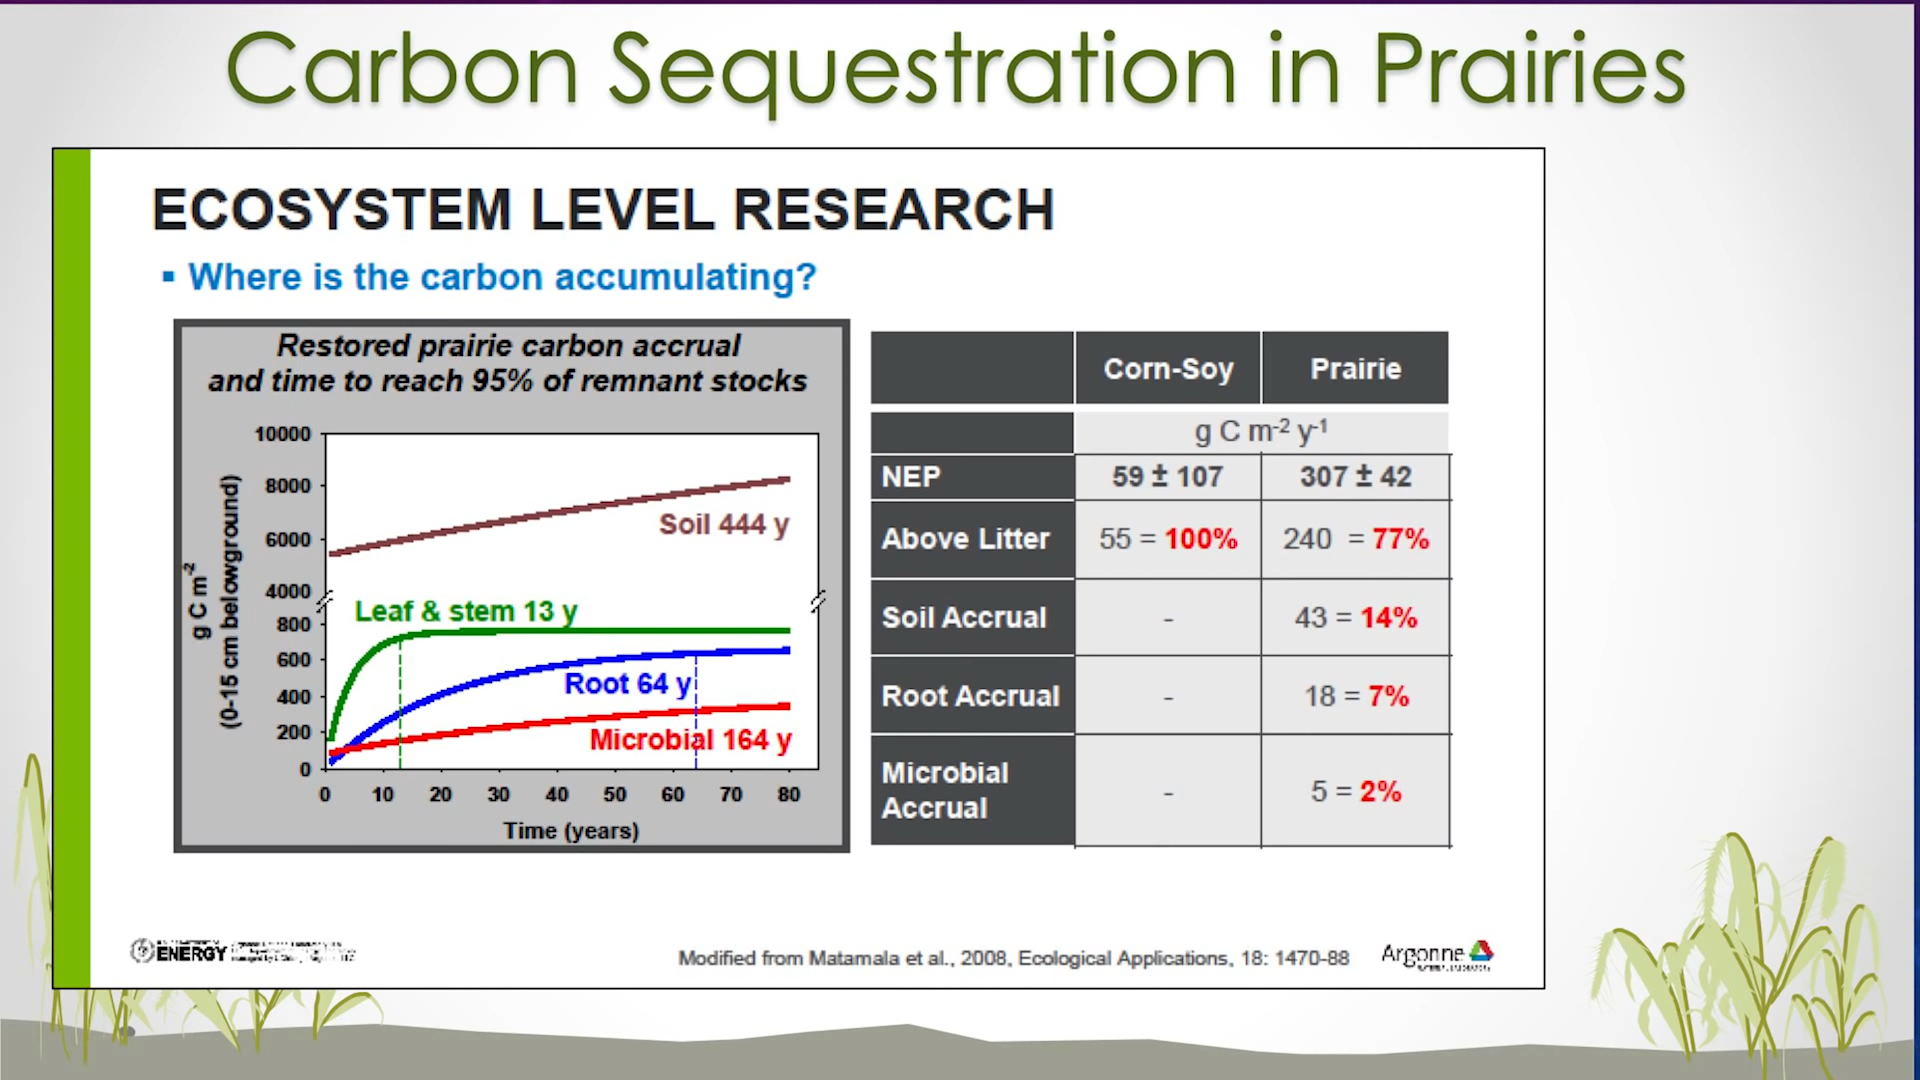 Carbon Sequestration in Prairies
ECOSYSTEM LEVEL RESEARCH
▪ Where is the carbon accumulating?
Restored prairie carbon accrual
and time to reach 95% of remnant stocks
g C m-2
(0-15 cm belowground)
10000
8000
6000
4000
800
600
400
200
0
Soil 444 y
Leaf & stem 13 y
Root 64 y
Microbial 164 y
0 10 20 30 40 50 60 70 80
Time (years)
Corn-Soy Prairie
g C m-2 y-1
NEP 59 ± 107 307 ± 42
Above Litter 55 = 100% 240 = 77%
Soil Accrual - 43 = 14%
Root Accrual - 18 = 7%
Microbial
Accrual - 5 = 2%
ENERGY
Modified from Matamala et al., 2008, Ecological Applications, 18: 1470-88
Argonne